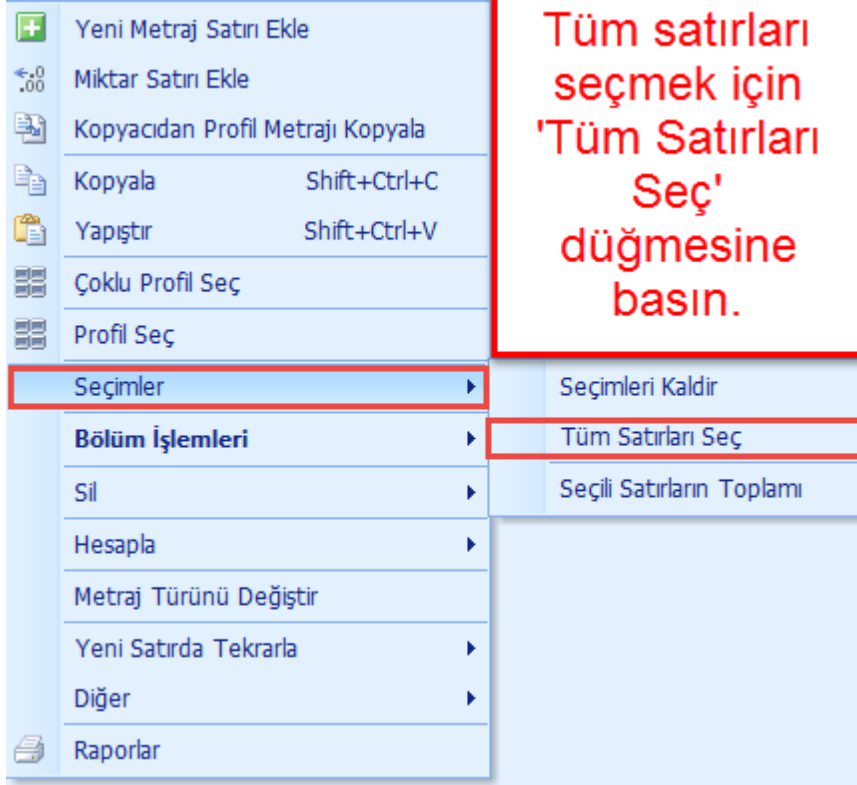 Yeni Metraj Satırı Ekle
Miktar Satırı Ekle
Kopyacıdan Profil Metrajı Kopyala
Kopyala Shift+Ctrl+C
Yapıştır Shift+Ctrl+V
Çoklu Profil Seç
Profil Seç
Seçimler
Bölüm İşlemleri
Sil
Hesapla
Metraj Türünü Değiştir
Yeni Satırda Tekrarla
Diğer
Raporlar
Tüm satırları
seçmek için
'Tüm Satırları
Seç'
düğmesine
basın.
Seçimleri Kaldir
Tüm Satırları Seç
Seçili Satırların Toplamı